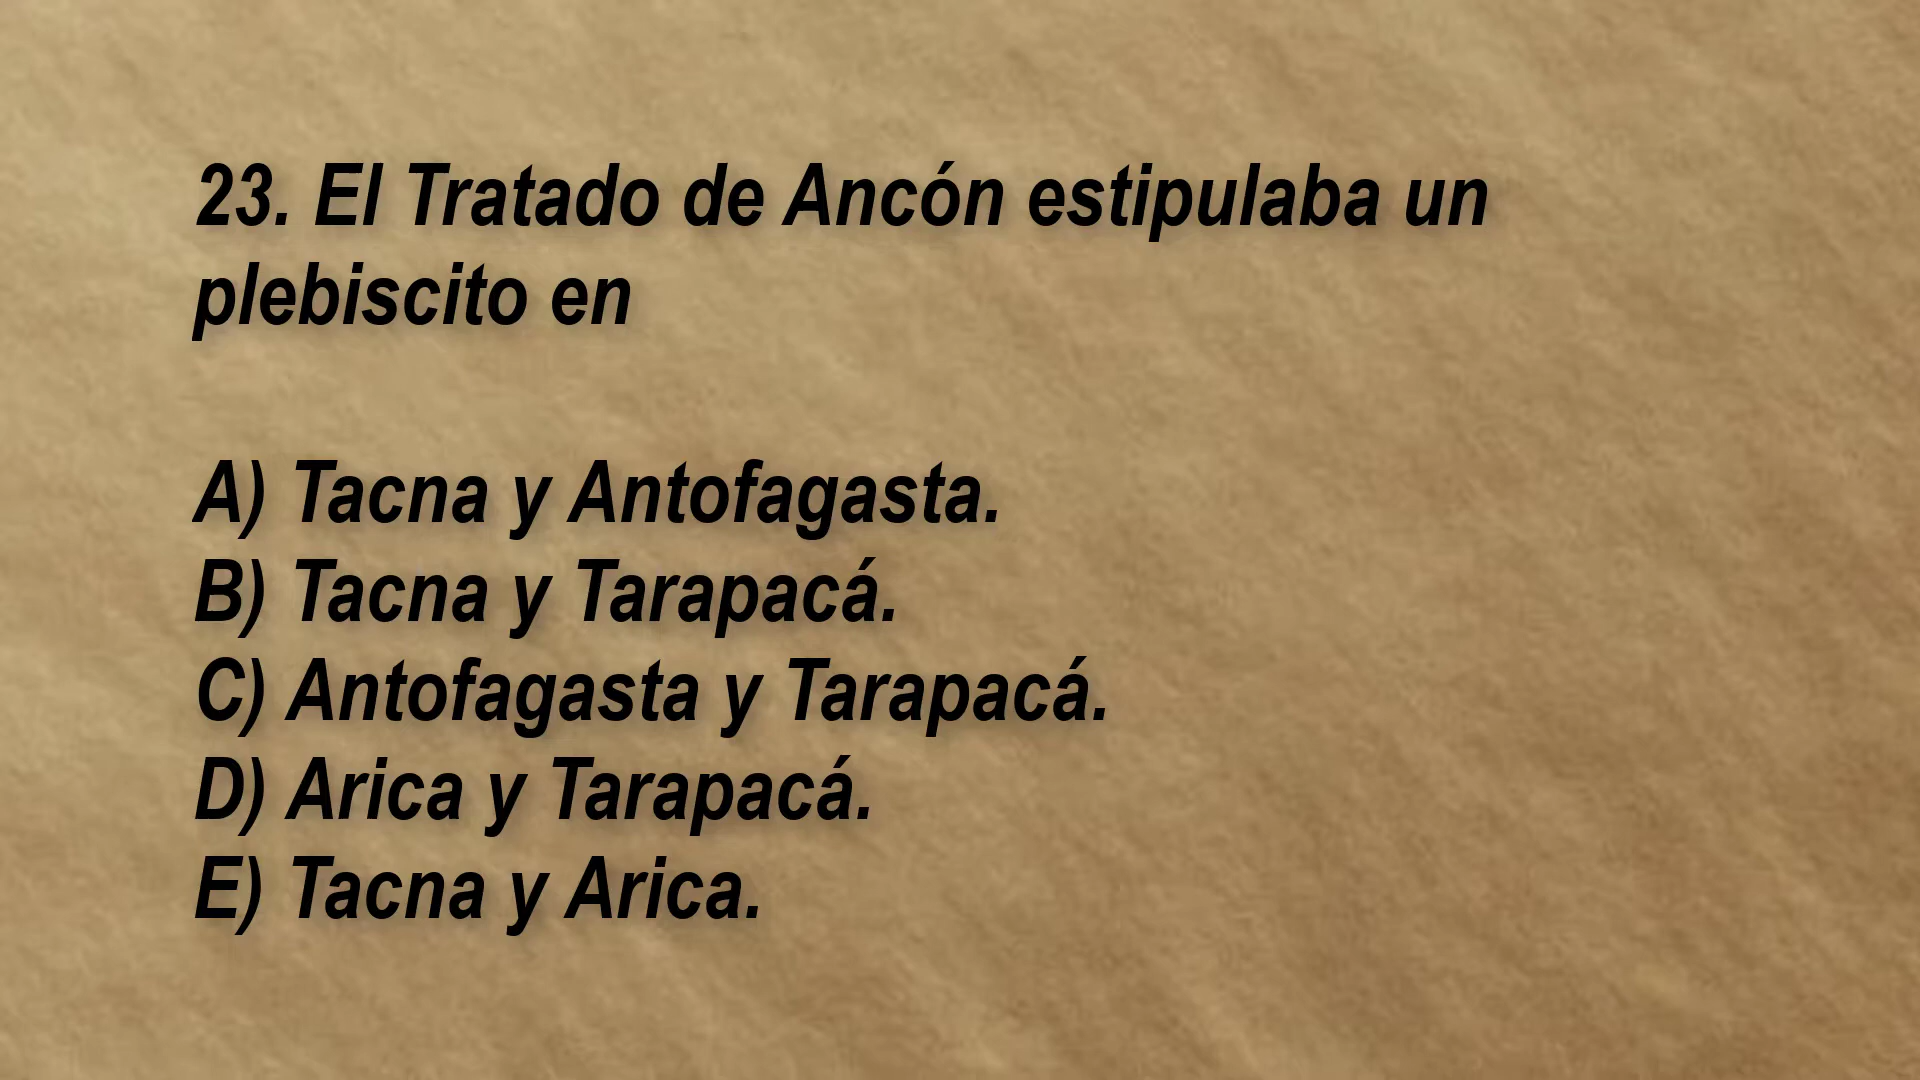 23. El Tratado de Ancón estipulaba un
plebiscito en
A) Tacna y Antofagasta.
B) Tacna y Tarapacá.
C) Antofagasta y Tarapacá.
D) Arica y Tarapacá.
E) Tacna y Arica.